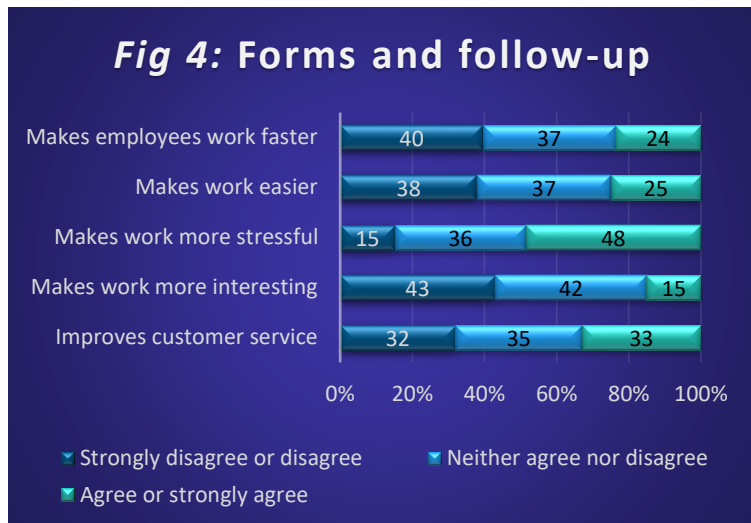 Fig 4: Forms and follow-up
Makes employees work faster
40 37 24
Makes work easier
38 37 25
Makes work more stressful
15 36 48
Makes work more interesting
43 42 15
Improves customer service
32 35 33
0% 20% 40% 60% 80% 100%
Strongly disagree or disagree
Neither agree nor disagree
Agree or strongly agree